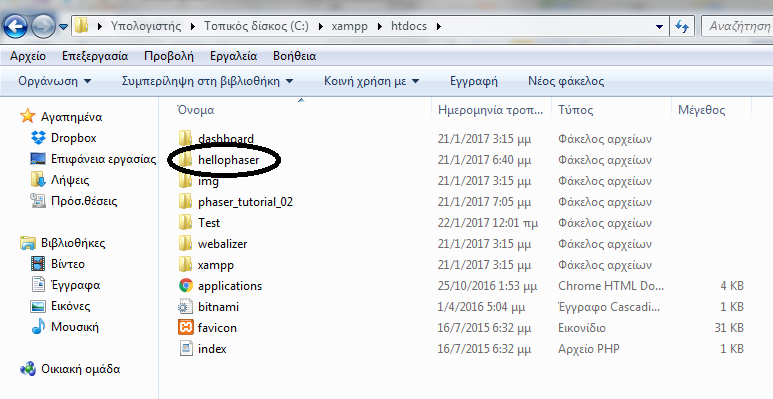 Υπολογιστής Τοπικός δίσκος (C:) xampp htdocs Αναζήτηση
Αρχείο Επεξεργασία Προβολή Εργαλεία Βοήθεια
Οργάνωση Συμπερίληψη στη βιβλιοθήκη Κοινή χρήση με Εγγραφή Νέος φάκελος
Αγαπημένα
Dropbox
Επιφάνεια εργασίας
Λήψεις
Πρόσ.θέσεις
Βιβλιοθήκες
Βίντεο
Έγγραφα
Εικόνες
Μουσική
Οικιακή ομάδα
Όνομα Ημερομηνία τροπ... Τύπος Μέγεθος
dashboard 21/1/2017 3:15 μμ Φάκελος αρχείων
hellophaser 21/1/2017 6:40 μμ Φάκελος αρχείων
img 21/1/2017 3:15 μμ Φάκελος αρχείων
phaser_tutorial_02 21/1/2017 7:05 μμ Φάκελος αρχείων
Test 22/1/2017 12:01 πμ Φάκελος αρχείων
webalizer 21/1/2017 3:15 μμ Φάκελος αρχείων
xampp 21/1/2017 3:15 μμ Φάκελος αρχείων
applications 25/10/2016 1:53 μμ Chrome HTML Do... 4 KB
bitnami 1/4/2016 5:04 μμ Έγγραφο Cascadi... 1 KB
favicon 16/7/2015 6:32 μμ Εικονίδιο 31 KB
index 16/7/2015 6:32 μμ Αρχείο PHP 1 KB